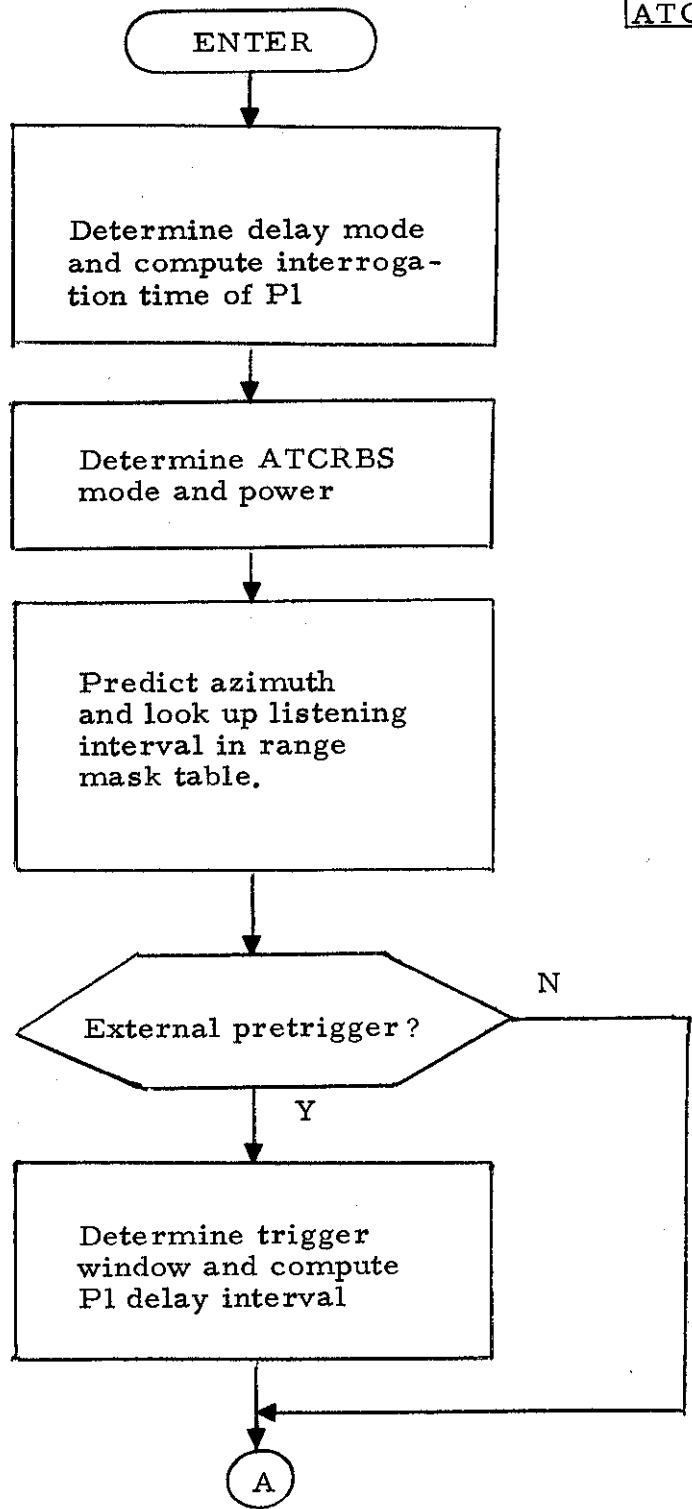 ATC
ENTER
Determine delay mode
and compute interroga-
tion time of P1
Determine ATCRBS
mode and power
Predict azimuth
and look up listening
interval in range
mask table.
External pretrigger?
N
Y
Determine trigger
window and compute
P1 delay interval
A